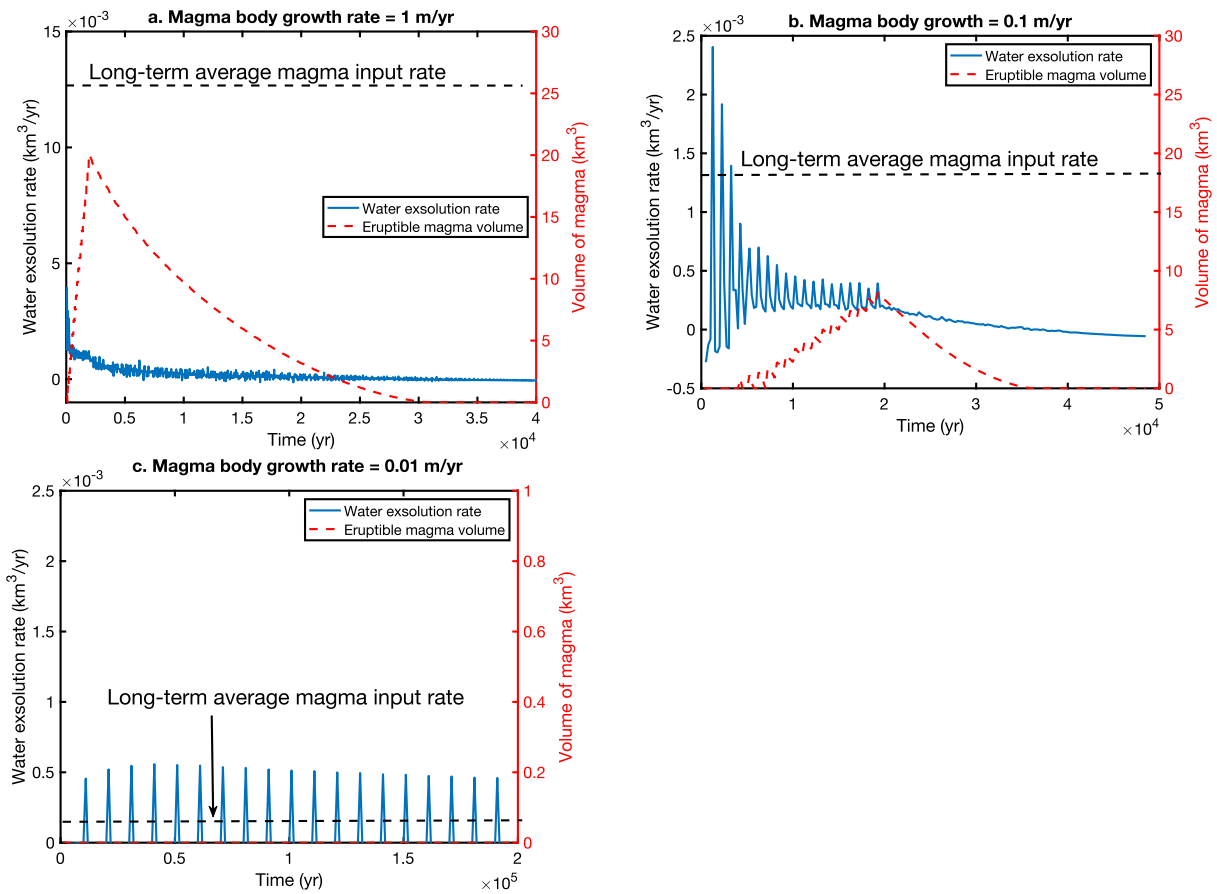 a. Magma body growth rate = 1 m/yr
×10⁻³
15
10
5
0
Water exsolution rate (km³/yr)
Long-term average magma input rate
Water exsolution rate
Eruptible magma volume
30
25
20
15
10
5
0
Volume of magma (km³)
0 0.5 1 1.5 2 2.5 3 3.5 4
Time (yr)
×10⁴
b. Magma body growth = 0.1 m/yr
×10⁻³
2.5
2
1.5
1
0.5
0
-0.5
Water exsolution rate (km³/yr)
Water exsolution rate
Eruptible magma volume
Long-term average magma input rate
30
25
20
15
10
5
0
Volume of magma (km³)
0 1 2 3 4 5
Time (yr)
×10⁴
c. Magma body growth rate = 0.01 m/yr
×10⁻³
2.5
2
1.5
1
0.5
0
Water exsolution rate (km³/yr)
Water exsolution rate
Eruptible magma volume
Long-term average magma input rate
1
0.8
0.6
0.4
0.2
0
Volume of magma (km³)
0 0.5 1 1.5 2
Time (yr)
×10⁵